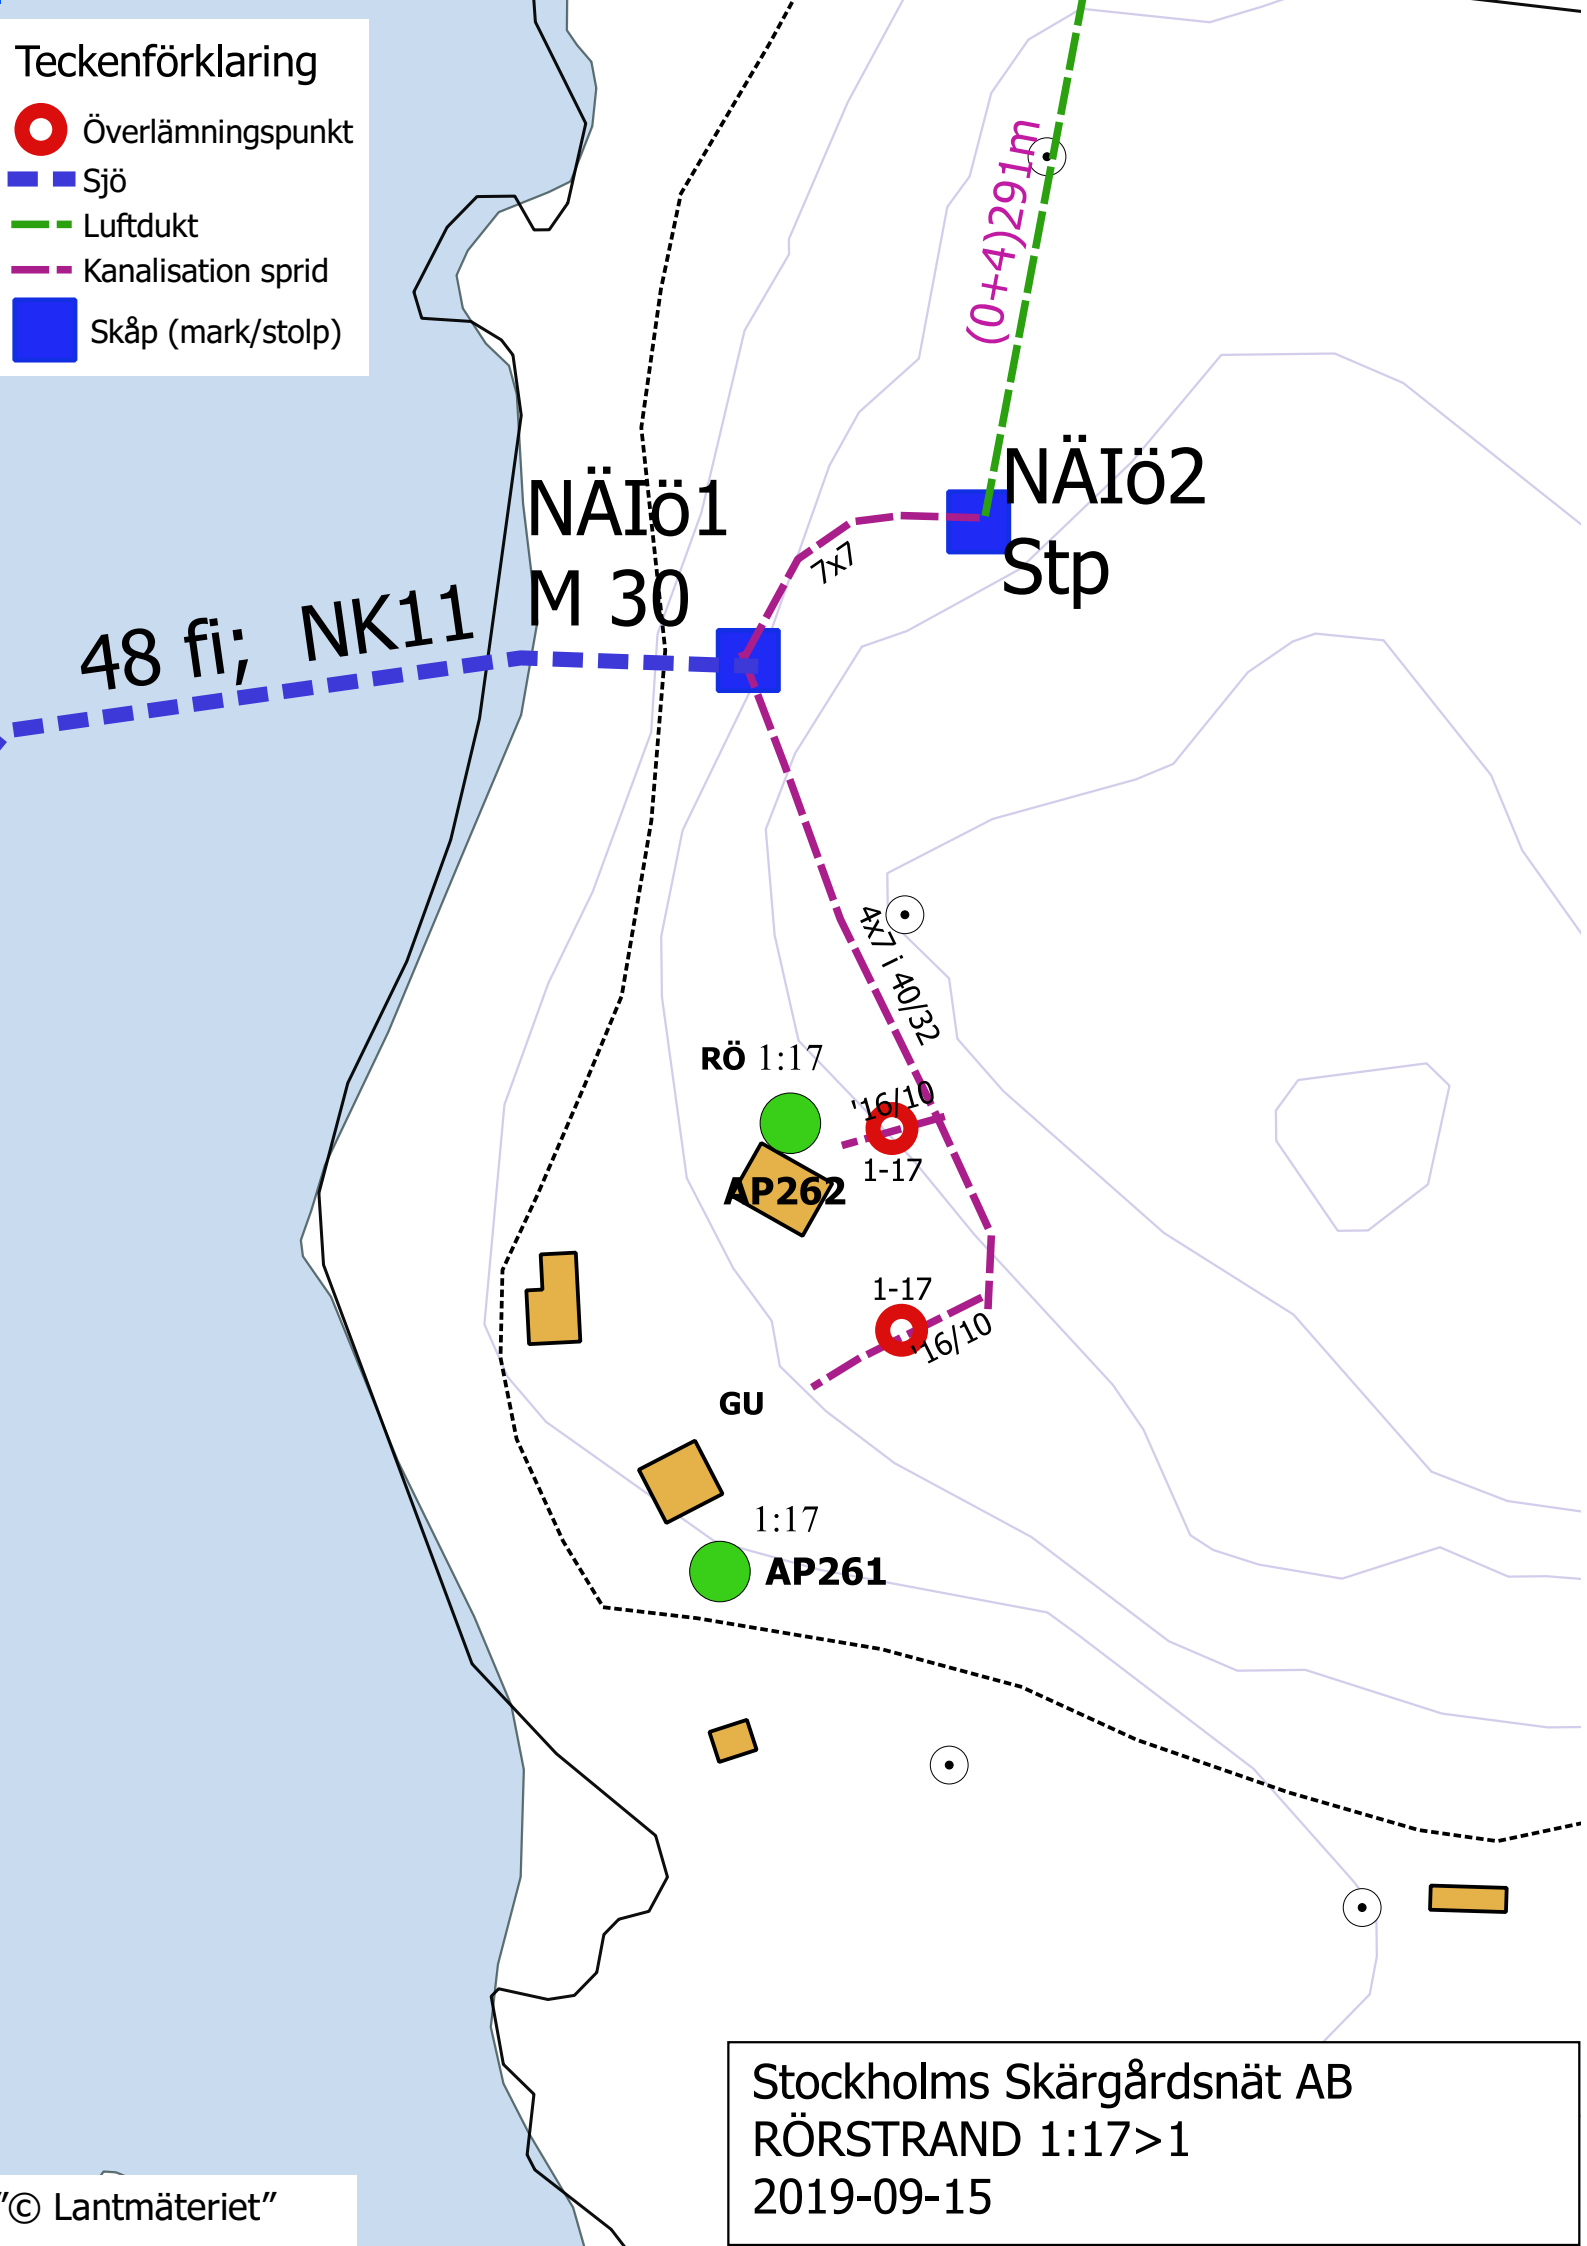 Teckenförklaring
Överlämningspunkt
Sjö
Luftdukt
Kanalisation sprid
Skåp (mark/stolp)
(0+4)291m
NÄIö1
M 30
NÄIö2
Stp
7x7
48 fi; NK11
4x7 i 40/32
RÖ 1:17
'16/10
1-17
AP262
1-17
'16/10
GU
1:17
AP261
Stockholms Skärgårdsnät AB
RÖRSTRAND 1:17>1
2019-09-15
"© Lantmäteriet"